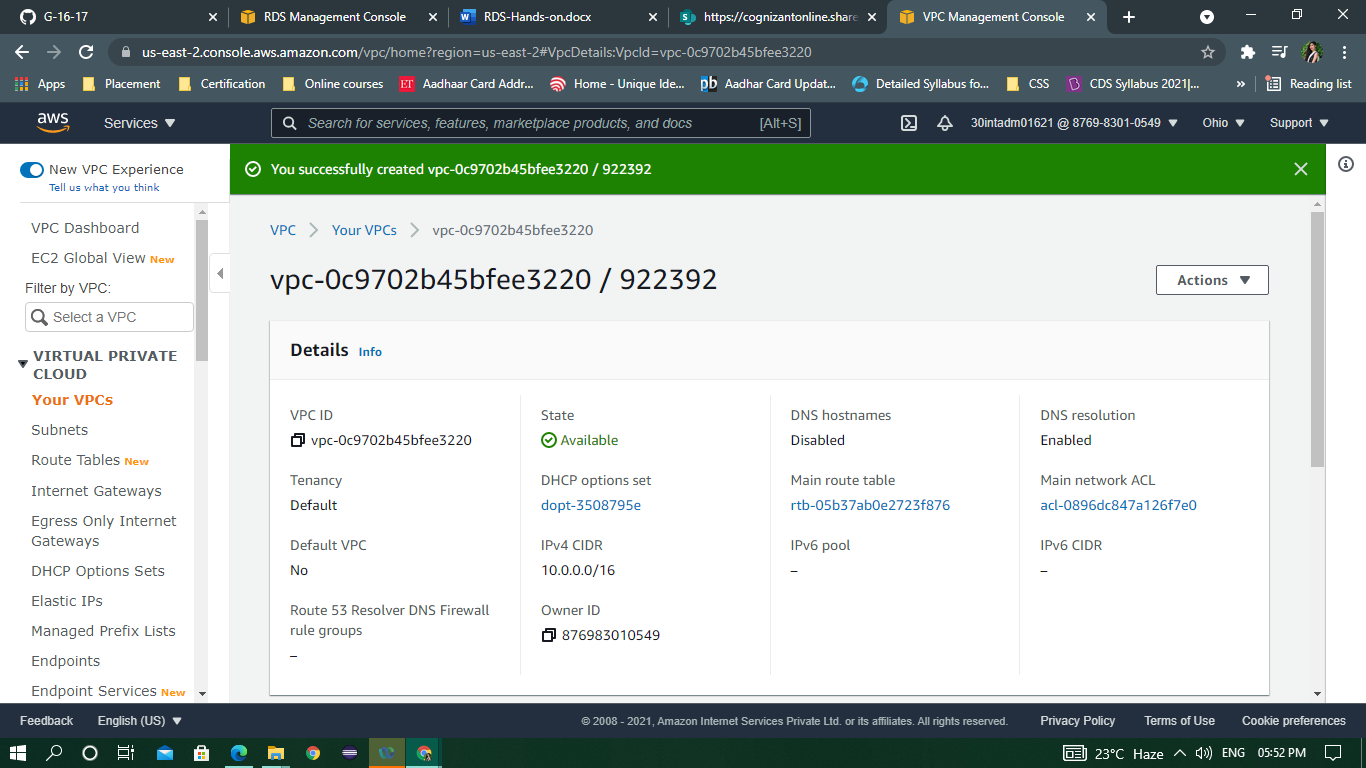 G-16-17
RDS Management Console
RDS-Hands-on.docx
https://cognizantonline.share
VPC Management Console
us-east-2.console.aws.amazon.com/vpc/home?region=us-east-2#VpcDetails:VpcId=vpc-0c9702b45bfee3220
Apps
Placement
Certification
Online courses
ET
Aadhaar Card Addr...
Home - Unique Ide...
pb
Aadhar Card Updat...
Detailed Syllabus fo...
CSS
CDS Syllabus 2021|...
»
Reading list
aws
Services
Search for services, features, marketplace products, and docs
[Alt+S]
30intadm01621 @ 8769-8301-0549
Ohio
Support
New VPC Experience
Tell us what you think
You successfully created vpc-0c9702b45bfee3220 / 922392
VPC Dashboard
EC2 Global View New
Filter by VPC:
Select a VPC
VIRTUAL PRIVATE
CLOUD
Your VPCs
Subnets
Route Tables New
Internet Gateways
Egress Only Internet
Gateways
DHCP Options Sets
Elastic IPs
Managed Prefix Lists
Endpoints
Endpoint Services New
VPC
Your VPCs
vpc-0c9702b45bfee3220
vpc-0c9702b45bfee3220 / 922392
Actions
Details Info
VPC ID
vpc-0c9702b45bfee3220
State
Available
DNS hostnames
Disabled
DNS resolution
Enabled
Tenancy
Default
DHCP options set
dopt-3508795e
Main route table
rtb-05b37ab0e2723f876
Main network ACL
acl-0896dc847a126f7e0
Default VPC
No
IPv4 CIDR
10.0.0.0/16
IPv6 pool
–
IPv6 CIDR
–
Route 53 Resolver DNS Firewall
rule groups
–
Owner ID
876983010549
Feedback
English (US)
© 2008 - 2021, Amazon Internet Services Private Ltd. or its affiliates. All rights reserved.
Privacy Policy
Terms of Use
Cookie preferences
23°C Haze
ENG
05:52 PM